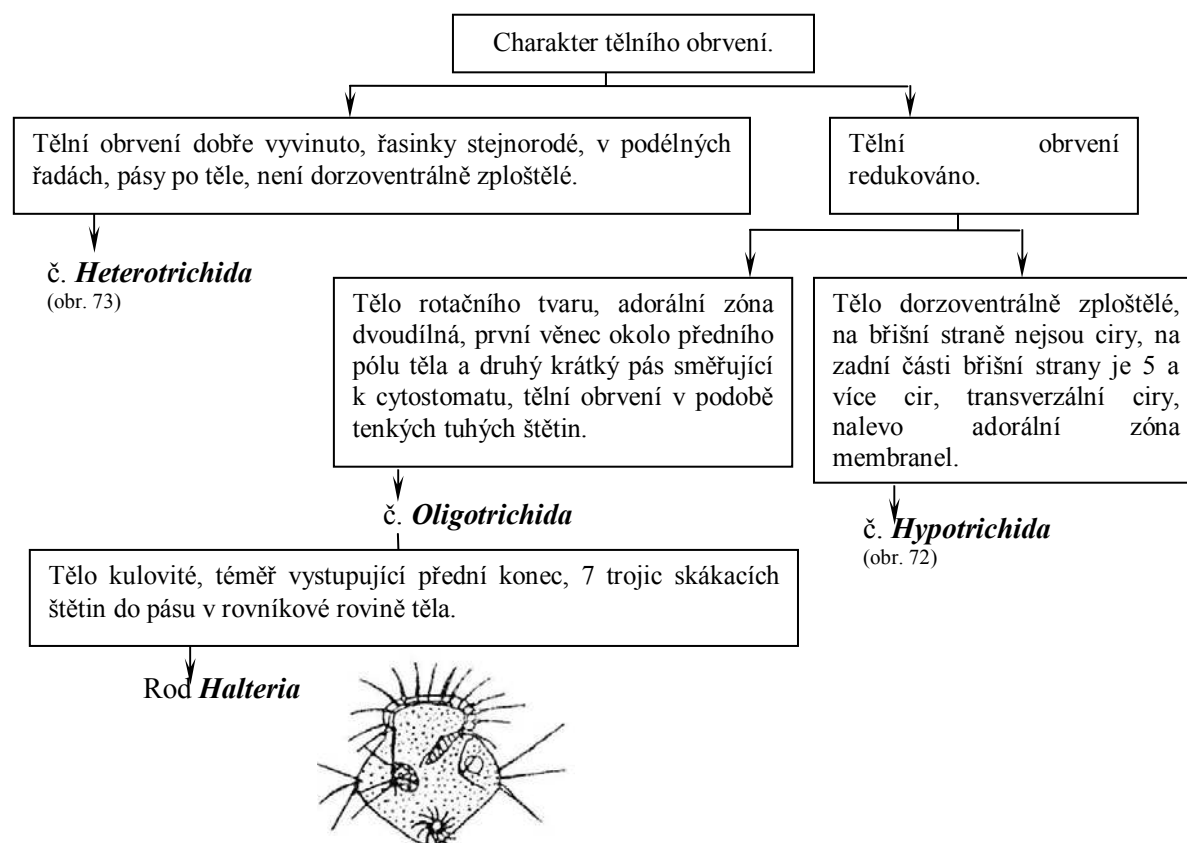 Charakter tělního obrvení.
Tělní obrvení dobře vyvinuto, řasinky stejnorodé, v podélných
řadách, pásy po těle, není dorzoventrálně zploštělé.
Tělní obrvení
redukováno.
č. Heterotrichida
(obr. 73)
Tělo rotačního tvaru, adorální zóna
dvoudílná, první věnec okolo předního
pólu těla a druhý krátký pás směřující
k cytostomatu, tělní obrvení v podobě
tenkých tuhých štětin.
Tělo dorzoventrálně zploštělé,
na břišní straně nejsou ciry, na
zadní části břišní strany je 5 a
více cir, transverzální ciry,
nalevo adorální zóna
membranel.
č. Oligotrichida
č. Hypotrichida
(obr. 72)
Tělo kulovité, téměř vystupující přední konec, 7 trojic skákacích
štětin do pásu v rovníkové rovině těla.
Rod Halteria